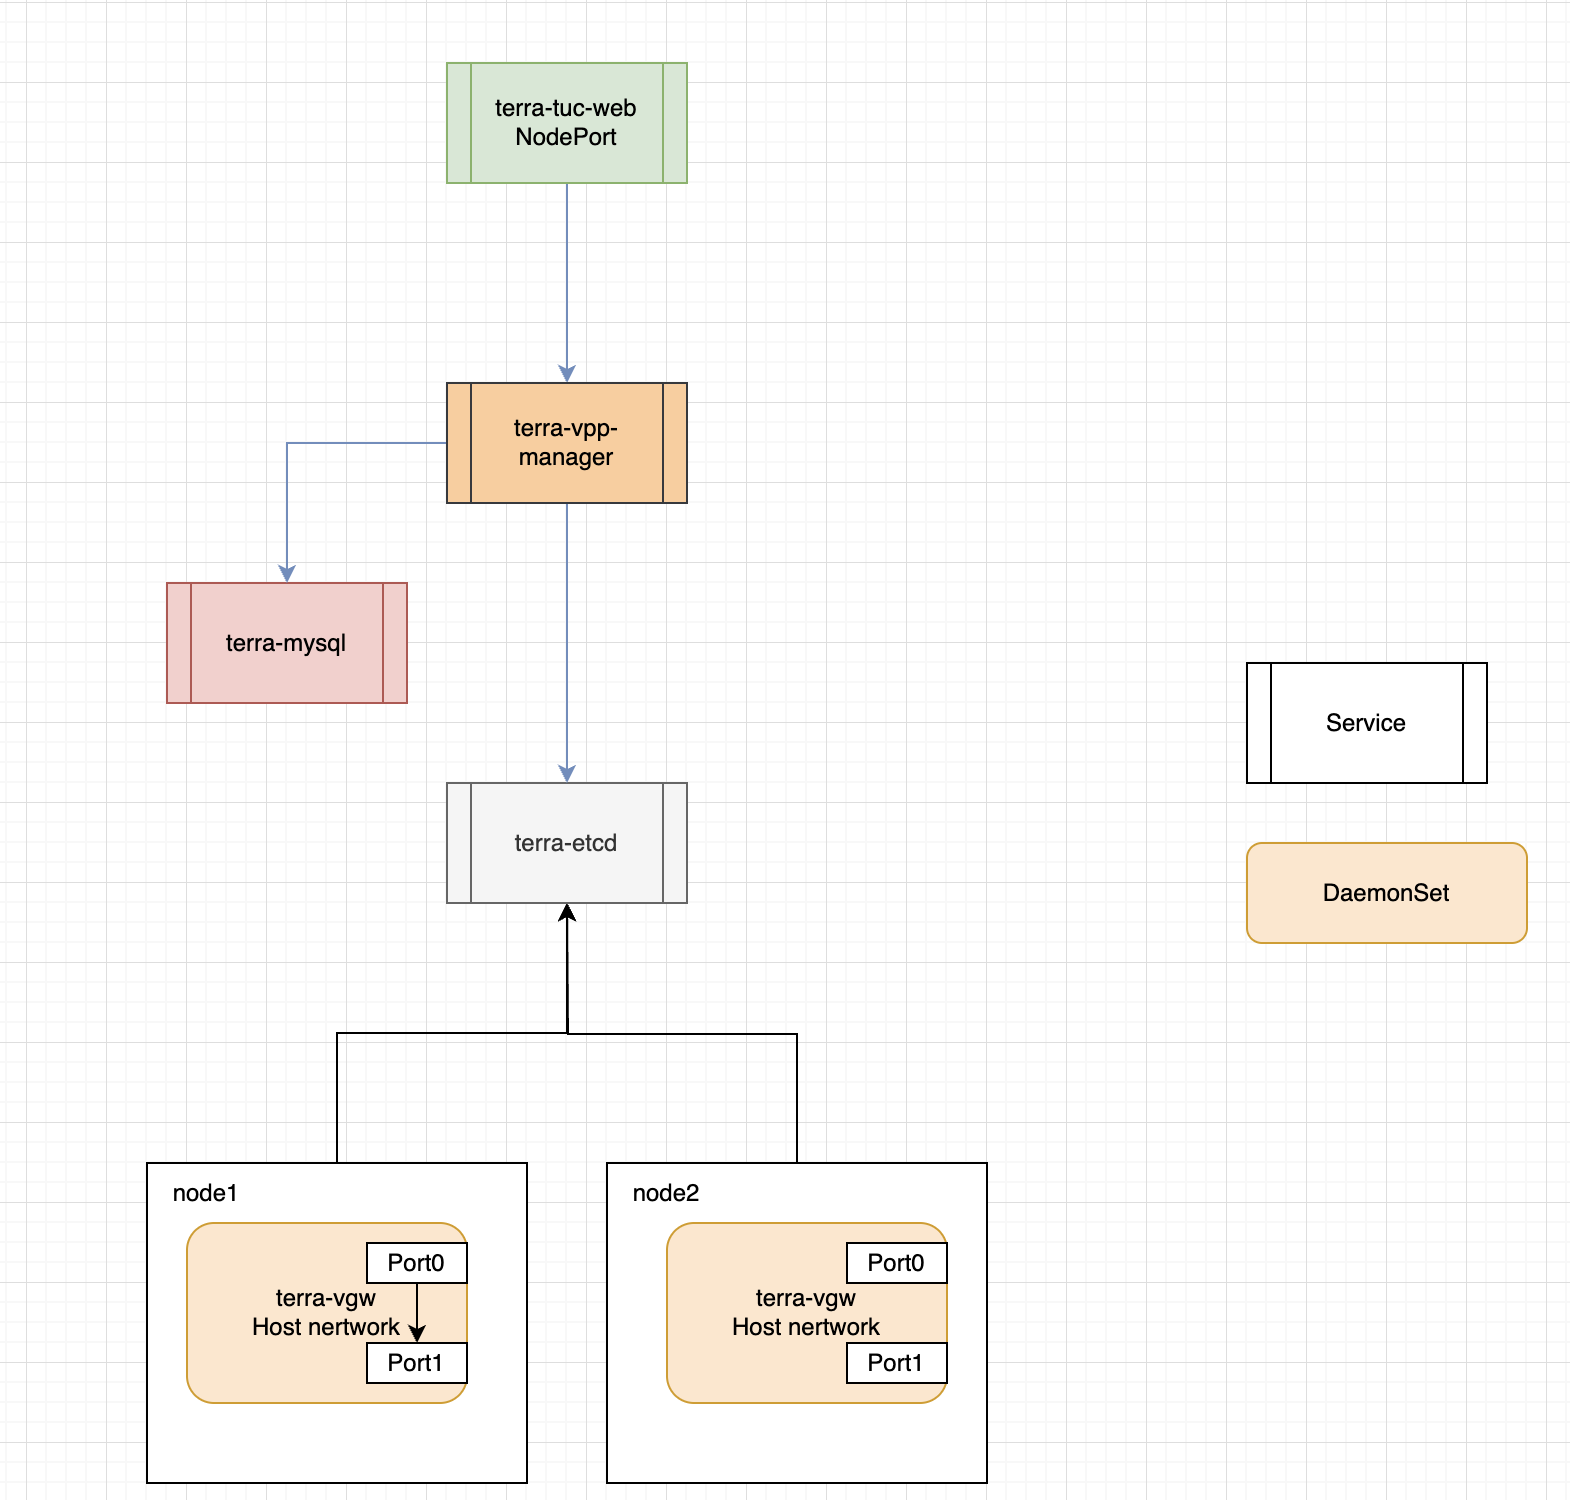 terra-tuc-web
NodePort
terra-vpp-
manager
terra-mysql
Service
terra-etcd
DaemonSet
node1
Port0
terra-vgw
Host nertwork
Port1
node2
Port0
terra-vgw
Host nertwork
Port1